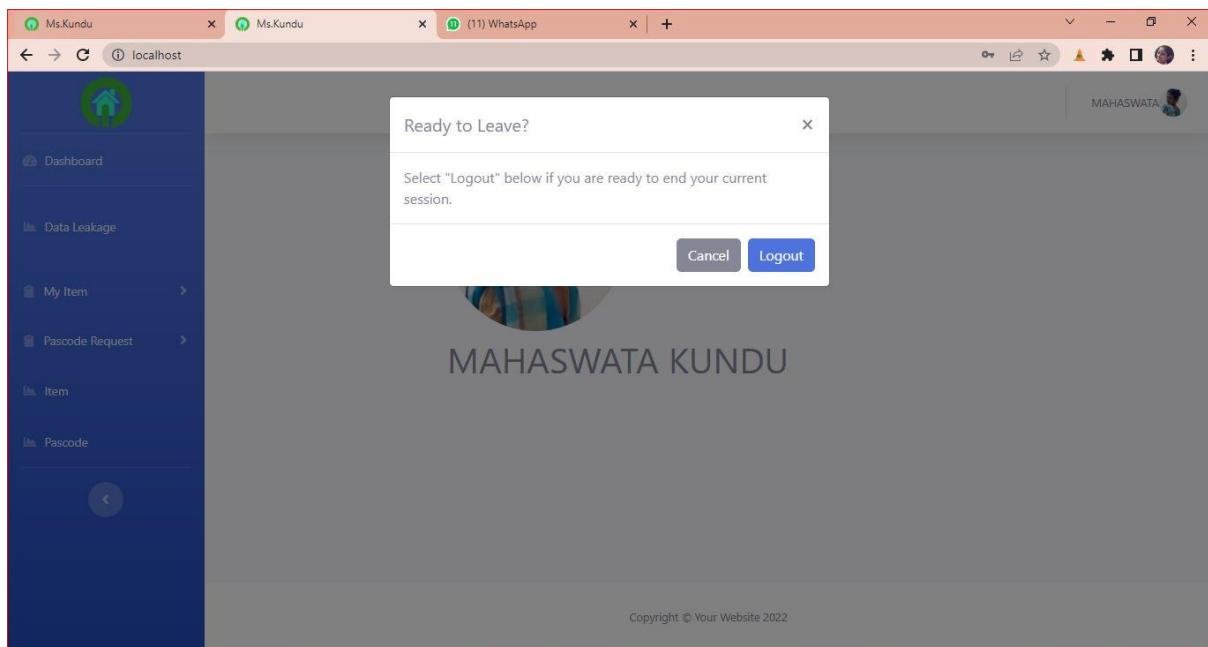 Ms.Kundu
Ms.Kundu
(11) WhatsApp
localhost
MAHASWATA
Ready to Leave?
Select "Logout" below if you are ready to end your current
session.
Cancel Logout
Dashboard
Data Leakage
My Item
Pascode Request
Item
Pascode
MAHASWATA KUNDU
Copyright © Your Website 2022